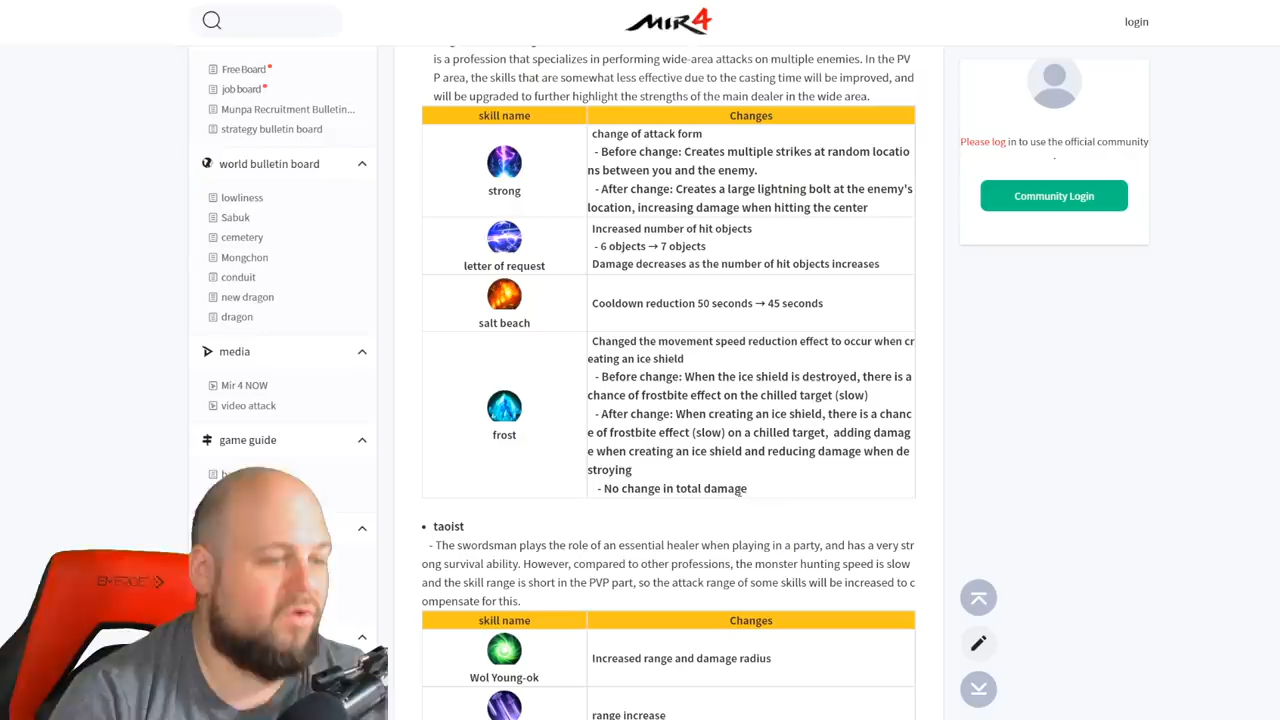 MIR4
login
Free Board
job board
Munpa Recruitment Bulletin...
strategy bulletin board
world bulletin board
lowliness
Sabuk
cemetery
Mongchon
conduit
new dragon
dragon
media
Mir 4 NOW
video attack
game guide
is a profession that specializes in performing wide-area attacks on multiple enemies. In the PV
P area, the skills that are somewhat less effective due to the casting time will be improved, and
will be upgraded to further highlight the strengths of the main dealer in the wide area.
skill name Changes
strong
change of attack form
- Before change: Creates multiple strikes at random locatio
ns between you and the enemy.
- After change: Creates a large lightning bolt at the enemy's
location, increasing damage when hitting the center
letter of request
Increased number of hit objects
- 6 objects → 7 objects
Damage decreases as the number of hit objects increases
salt beach
Cooldown reduction 50 seconds → 45 seconds
frost
Changed the movement speed reduction effect to occur when cr
eating an ice shield
- Before change: When the ice shield is destroyed, there is a
chance of frostbite effect on the chilled target (slow)
- After change: When creating an ice shield, there is a chanc
e of frostbite effect (slow) on a chilled target, adding damag
e when creating an ice shield and reducing damage when de
stroying
- No change in total damage
• taoist
- The swordsman plays the role of an essential healer when playing in a party, and has a very str
ong survival ability. However, compared to other professions, the monster hunting speed is slow
and the skill range is short in the PVP part, so the attack range of some skills will be increased to c
ompensate for this.
skill name Changes
Wol Young-ok
Increased range and damage radius
range increase
Please log in to use the official community
.
Community Login